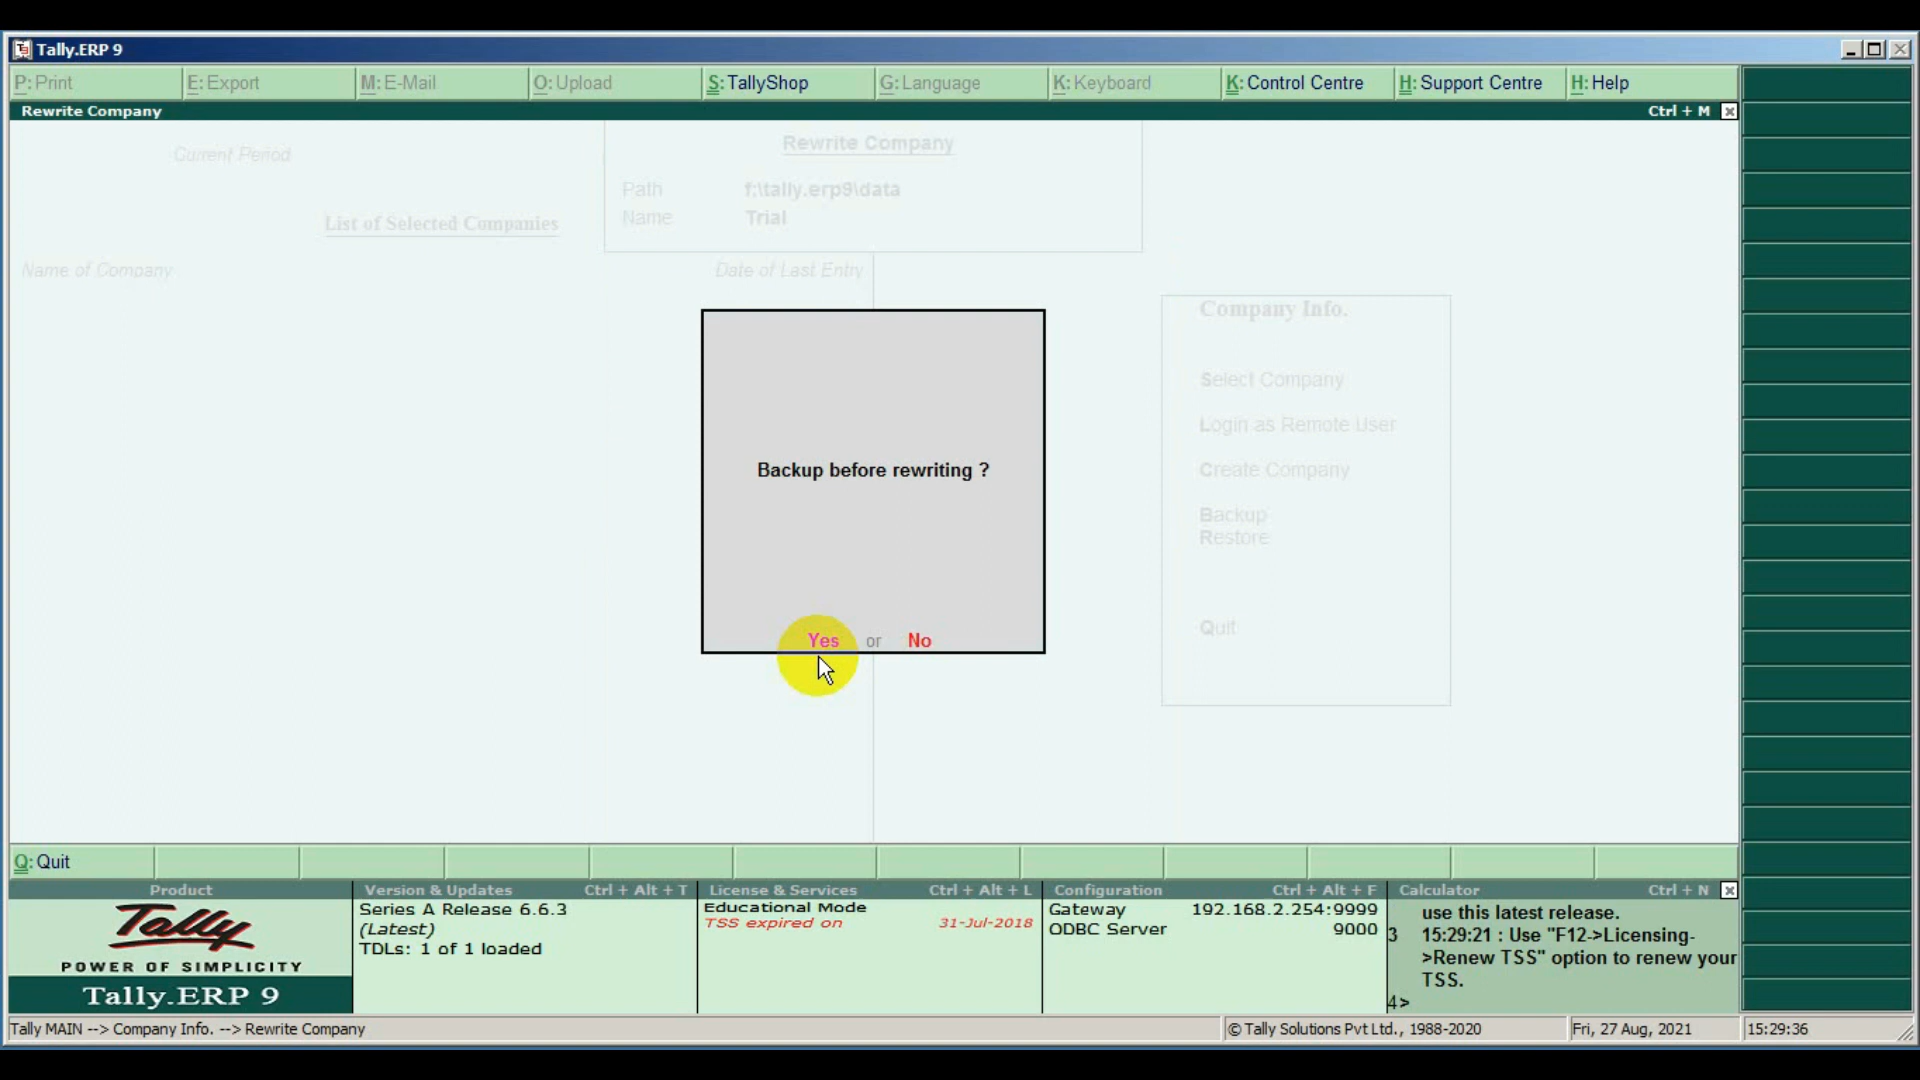 Tally.ERP 9
P: Print
E: Export
M: E-Mail
O: Upload
S: TallyShop
G: Language
K: Keyboard
K: Control Centre
H: Support Centre
H: Help
Rewrite Company
Ctrl + M
Current Period
Rewrite Company
Path f:\tally.erp9\data
Name Trial
List of Selected Companies
Name of Company
Date of Last Entry
Company Info.
Select Company
Login as Remote User
Create Company
Backup
Restore
Quit
Backup before rewriting ?
Yes or No
Q: Quit
Product
Tally
POWER OF SIMPLICITY
Tally.ERP 9
Version & Updates Ctrl + Alt + T
Series A Release 6.6.3
(Latest)
TDLs: 1 of 1 loaded
License & Services Ctrl + Alt + L
Educational Mode
TSS expired on 31-Jul-2018
Configuration Ctrl + Alt + F
Gateway 192.168.2.254:9999
ODBC Server 9000
Calculator Ctrl + N
use this latest release.
3 15:29:21 : Use "F12->Licensing-
>Renew TSS" option to renew your
TSS.
4>
Tally MAIN --> Company Info. --> Rewrite Company
© Tally Solutions Pvt Ltd., 1988-2020
Fri, 27 Aug, 2021
15:29:36